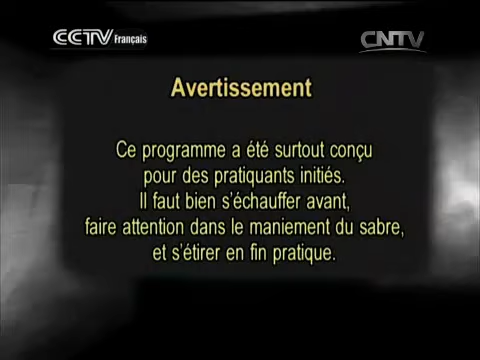 CCTV Français
CNTV
Avertissement
Ce programme a été surtout conçu
pour des pratiquants initiés.
Il faut bien s'échauffer avant,
faire attention dans le maniement du sabre,
et s'étirer en fin pratique.